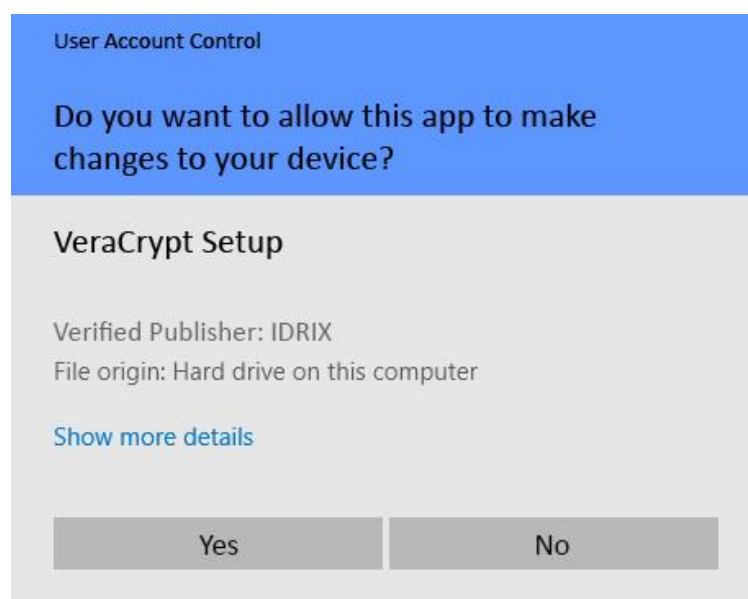 User Account Control
Do you want to allow this app to make
changes to your device?
VeraCrypt Setup
Verified Publisher: IDRIX
File origin: Hard drive on this computer
Show more details
Yes
No